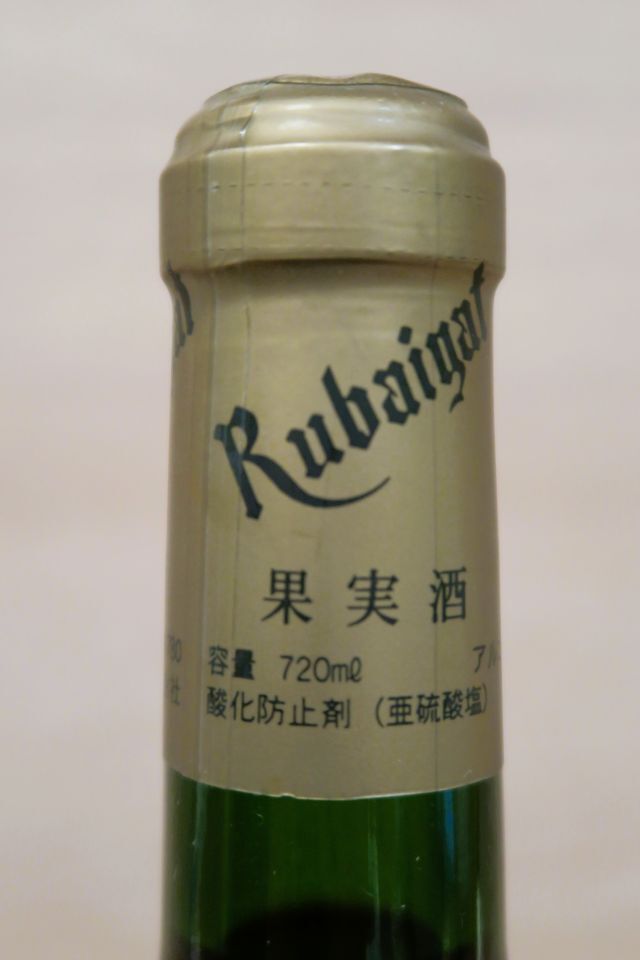 Rubaiyat
果実酒
容量 720ml
酸化防止剤（亜硫酸塩）